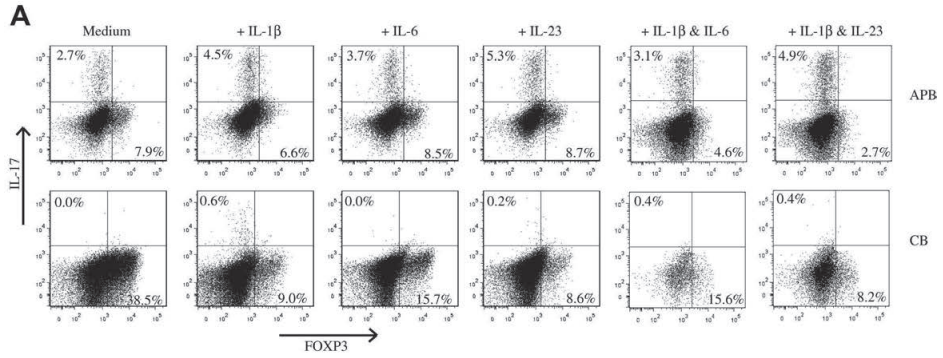 A
Medium + IL-1β + IL-6 + IL-23 + IL-1β & IL-6 + IL-1β & IL-23
2.7% 4.5% 3.7% 5.3% 3.1% 4.9%
APB
7.9% 6.6% 8.5% 8.7% 4.6% 2.7%
IL-17
0.0% 0.6% 0.0% 0.2% 0.4% 0.4%
CB
38.5% 9.0% 15.7% 8.6% 15.6% 8.2%
FOXP3